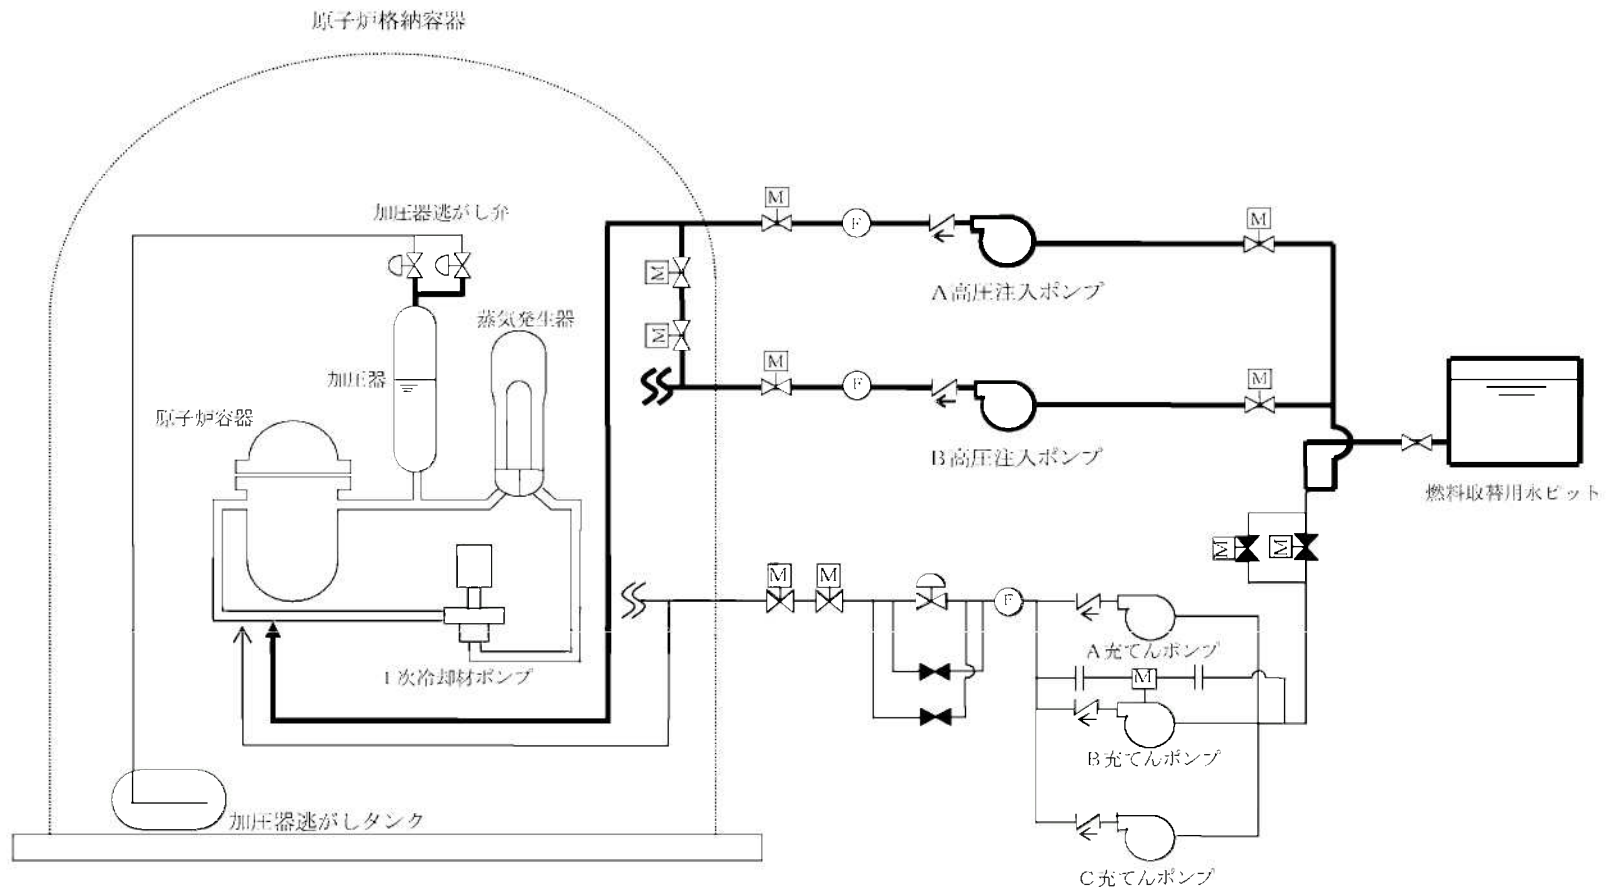 原子炉格納容器
加圧器逃がし弁
M
F
M
A高圧注入ポンプ
M
蒸気発生器
M
加圧器
M
F
M
原子炉容器
B高圧注入ポンプ
燃料取替用水ピット
M
M
M
M
F
A充てんポンプ
1次冷却材ポンプ
M
B充てんポンプ
加圧器逃がしタンク
C充てんポンプ